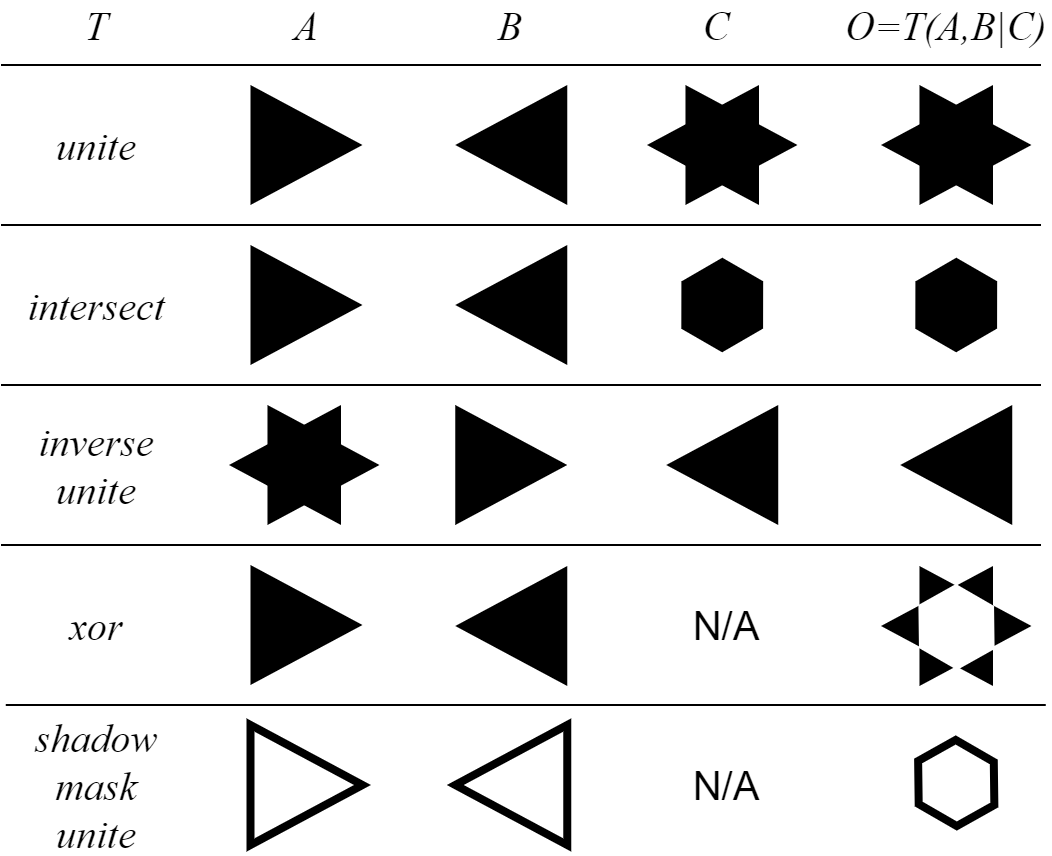 T A B C O=T(A,B|C)
unite
intersect
inverse
unite
xor N/A
shadow
mask N/A
unite